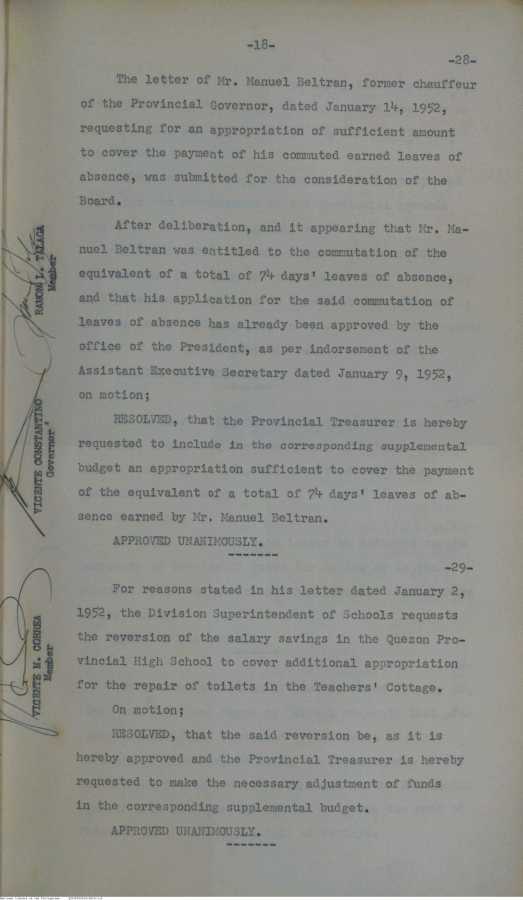 -18-
-28-
The letter of Mr. Manuel Beltran, former chauffeur
of the Provincial Governor, dated January 14, 1952,
requesting for an appropriation of sufficient amount
to cover the payment of his commuted earned leaves of
absence, was submitted for the consideration of the
Board.
After deliberation, and it appearing that Mr. Ma-
nuel Beltran was entitled to the commutation of the
equivalent of a total of 74 days' leaves of absence,
and that his application for the said commutation of
leaves of absence has already been approved by the
office of the President, as per indorsement of the
Assistant Executive Secretary dated January 9, 1952,
on motion;
RESOLVED, that the Provincial Treasurer is hereby
requested to include in the corresponding supplemental
budget an appropriation sufficient to cover the payment
of the equivalent of a total of 74 days' leaves of ab-
sence earned by Mr. Manuel Beltran.
APPROVED UNANIMOUSLY.
-------
-29-
For reasons stated in his letter dated January 2,
1952, the Division Superintendent of Schools requests
the reversion of the salary savings in the Quezon Pro-
vincial High School to cover additional appropriation
for the repair of toilets in the Teachers' Cottage.
On motion;
RESOLVED, that the said reversion be, as it is
hereby approved and the Provincial Treasurer is hereby
requested to make the necessary adjustment of funds
in the corresponding supplemental budget.
APPROVED UNANIMOUSLY.
-------
RAMON L. TALAGA
Member
VICENTE CONSTANTINO
Governor
VICENTE M. CORREA
Member
National Library of the Philippines